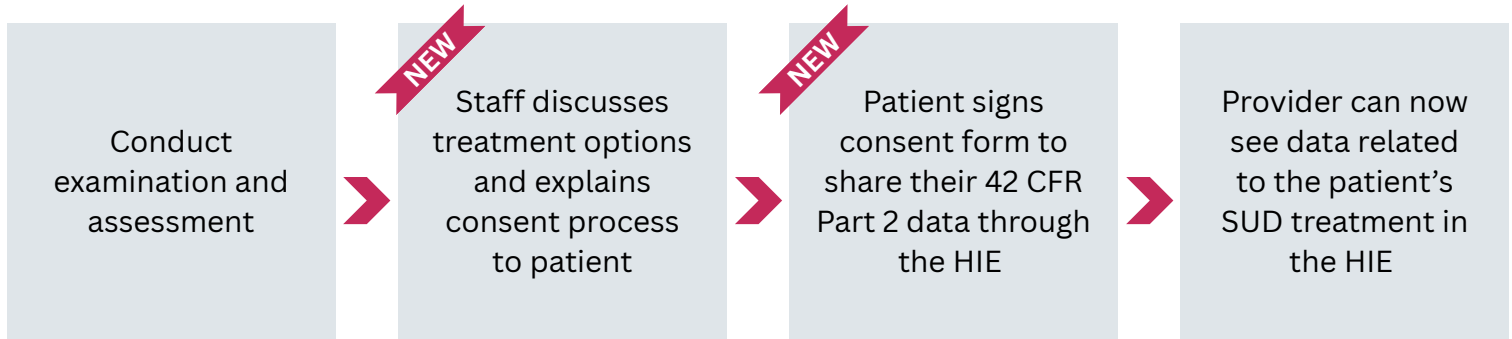 Conduct
examination and
assessment
NEW
Staff discusses
treatment options
and explains
consent process
to patient
NEW
Patient signs
consent form to
share their 42 CFR
Part 2 data through
the HIE
Provider can now
see data related
to the patient’s
SUD treatment in
the HIE